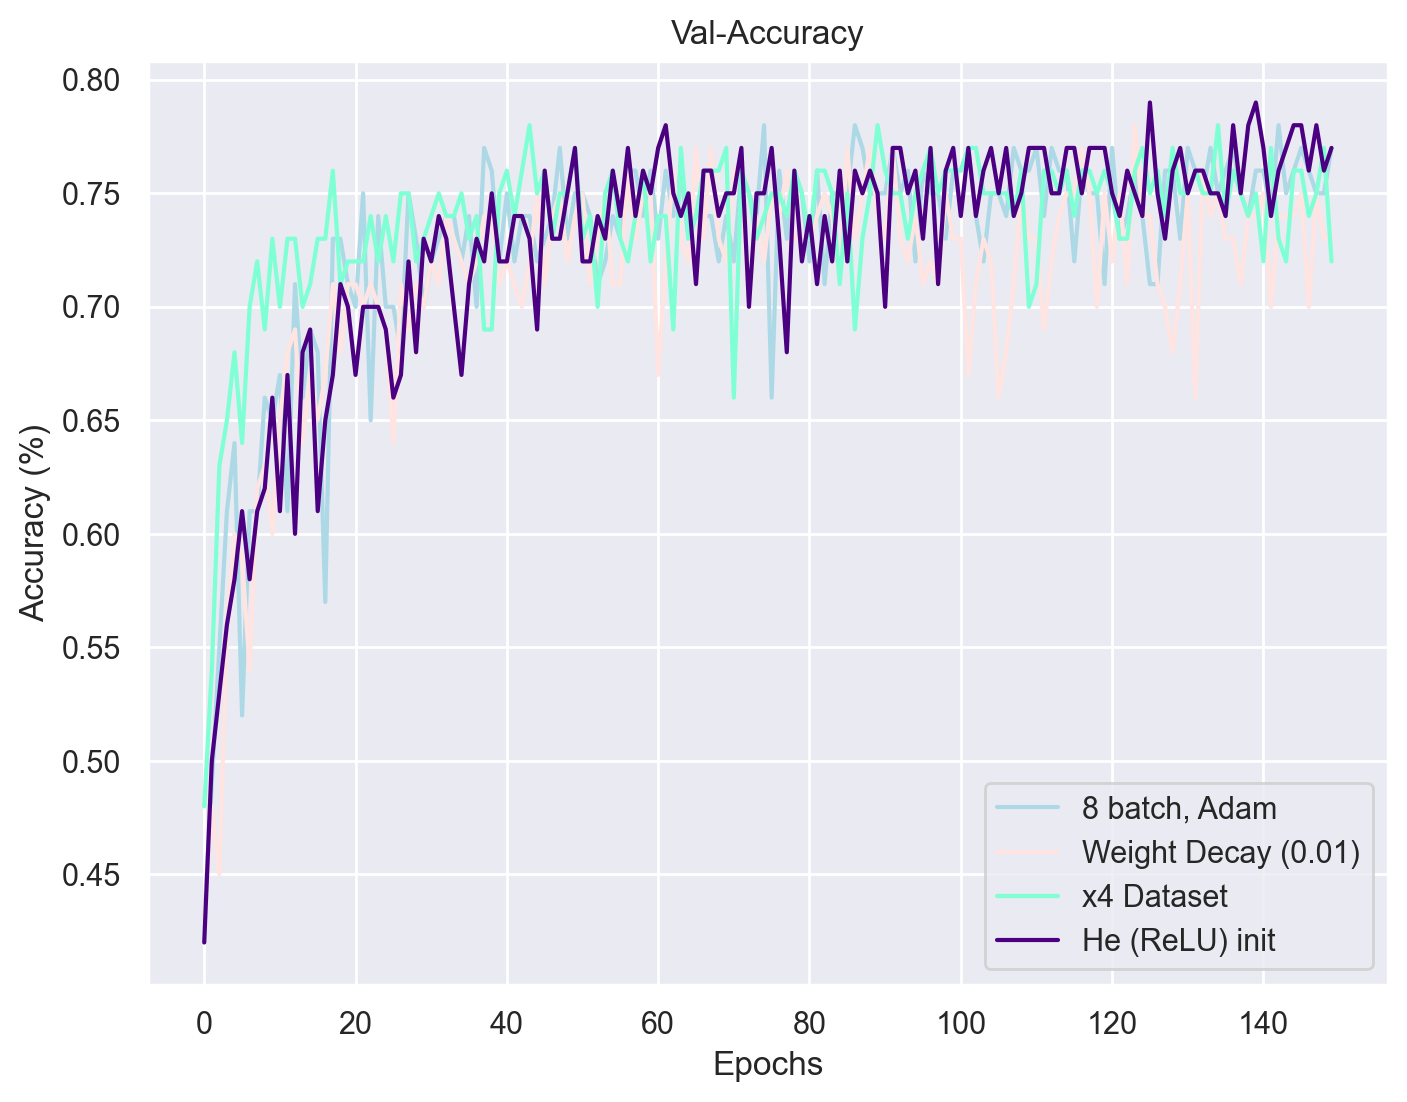 Val-Accuracy
0.80
0.75
0.70
0.65
0.60
0.55
0.50
0.45
Accuracy (%)
8 batch, Adam
Weight Decay (0.01)
x4 Dataset
He (ReLU) init
0 20 40 60 80 100 120 140
Epochs